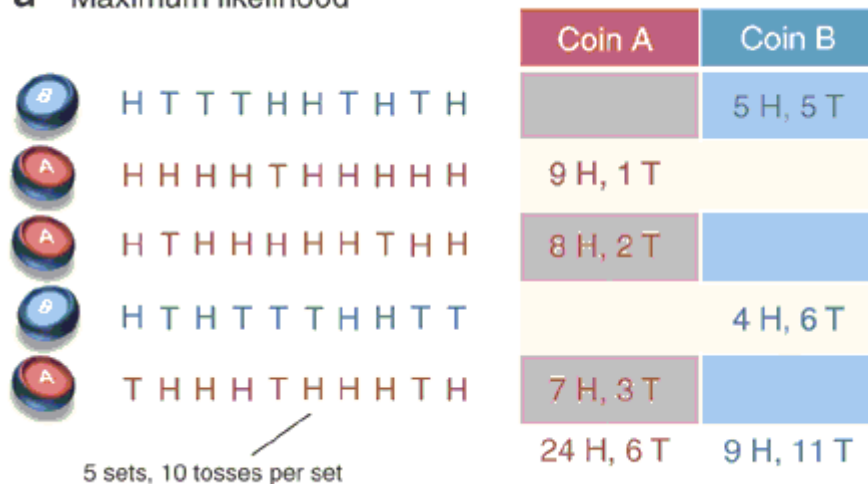 a Maximum likelihood
Coin A Coin B
B H T T T H H T H T H 5 H, 5 T
A H H H H T H H H H H 9 H, 1 T
A H T H H H H H T H H 8 H, 2 T
B H T H T T T H H T T 4 H, 6 T
A T H H H T H H H T H 7 H, 3 T
24 H, 6 T 9 H, 11 T
5 sets, 10 tosses per set